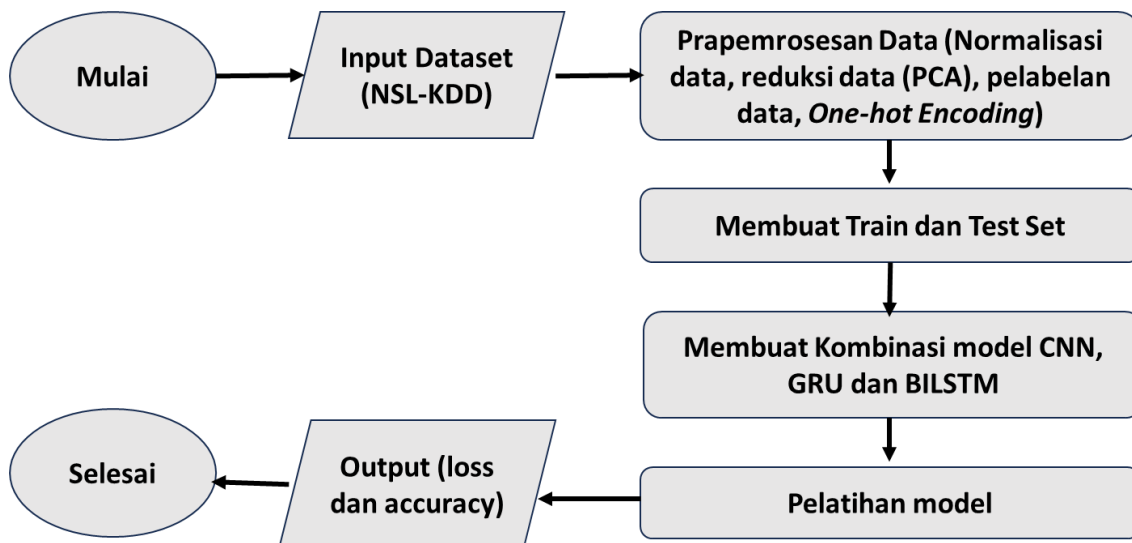 Mulai
Input Dataset
(NSL-KDD)
Prapemrosesan Data (Normalisasi
data, reduksi data (PCA), pelabelan
data, One-hot Encoding)
Membuat Train dan Test Set
Membuat Kombinasi model CNN,
GRU dan BILSTM
Pelatihan model
Output (loss
dan accuracy)
Selesai